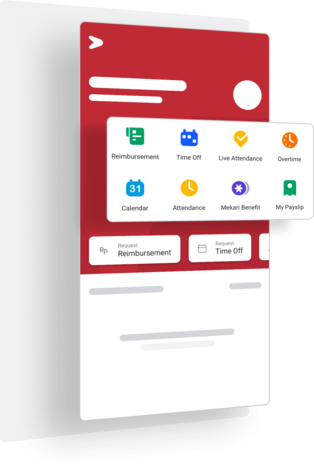 Reimbursement Time Off Live Attendance Overtime
31
Calendar Attendance Mekari Benefit My Payslip
Request Request
Rp Reimbursement Time Off